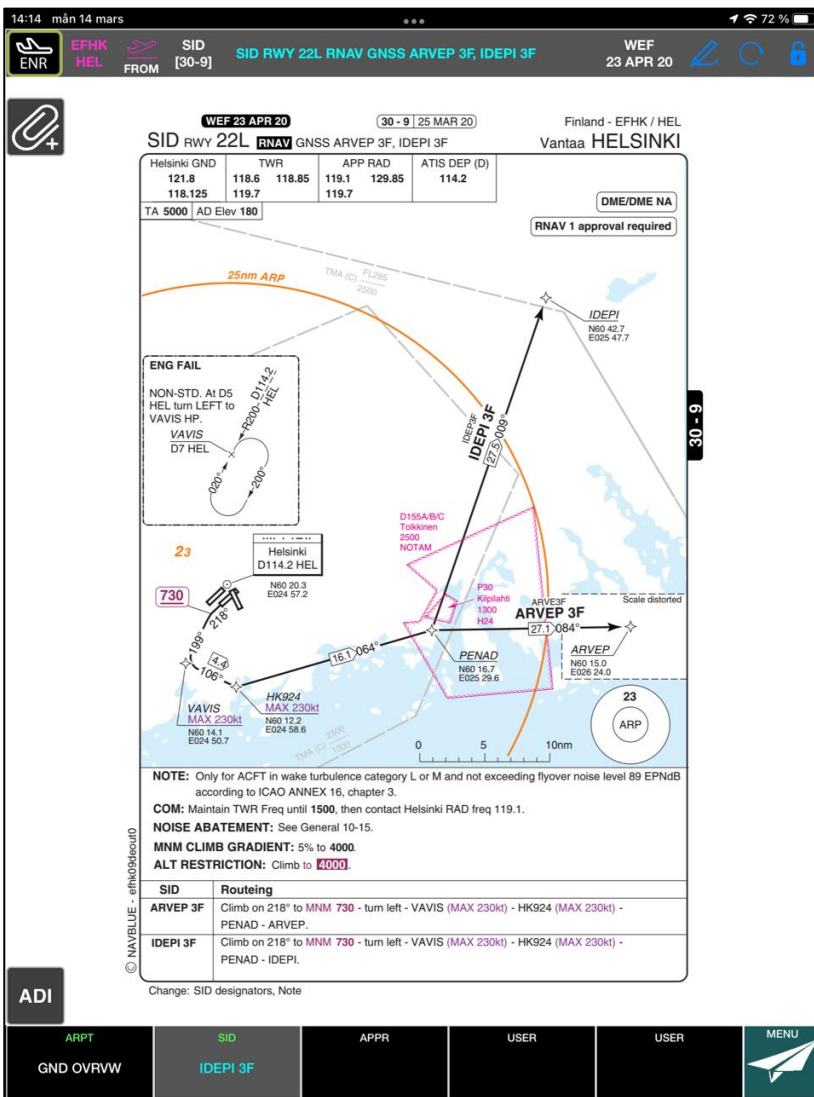 14:14 mån 14 mars
72 %
ENR
EFHK
HEL
FROM
SID
[30-9]
SID RWY 22L RNAV GNSS ARVEP 3F, IDEPI 3F
WEF
23 APR 20
WEF 23 APR 20
30 - 9 25 MAR 20
Finland - EFHK / HEL
SID RWY 22L RNAV GNSS ARVEP 3F, IDEPI 3F
Vantaa HELSINKI
Helsinki GND TWR APP RAD ATIS DEP (D)
121.8 118.6 118.85 119.1 129.85 114.2
118.125 119.7 119.7
TA 5000 AD Elev 180
DME/DME NA
RNAV 1 approval required
25nm ARP
TMA (C) FL285
2500
IDEPI
N60 42.7
E025 47.7
ENG FAIL
NON-STD. At D5
HEL turn LEFT to
VAVIS HP.
VAVIS
D7 HEL
R200- D114.2
HEL
020°
200°
IDEP3F
IDEPI 3F
27.5 009°
30 - 9
D155A/B/C
Tolkkinen
2500
NOTAM
23
Helsinki
D114.2 HEL
N60 20.3
E024 57.2
P30
Kilpilahti
1300
H24
730
218°
199°
ARVE3F
ARVEP 3F
27.1 084°
Scale distorted
ARVEP
N60 15.0
E026 24.0
16.1 064°
PENAD
N60 16.7
E025 29.6
4.4
106°
VAVIS
MAX 230kt
N60 14.1
E024 50.7
HK924
MAX 230kt
N60 12.2
E024 58.6
TMA (C) 2500
1300
0 5 10nm
23
ARP
NOTE: Only for ACFT in wake turbulence category L or M and not exceeding flyover noise level 89 EPNdB
according to ICAO ANNEX 16, chapter 3.
COM: Maintain TWR Freq until 1500, then contact Helsinki RAD freq 119.1.
NOISE ABATEMENT: See General 10-15.
MNM CLIMB GRADIENT: 5% to 4000.
ALT RESTRICTION: Climb to 4000.
SID Routeing
ARVEP 3F Climb on 218° to MNM 730 - turn left - VAVIS (MAX 230kt) - HK924 (MAX 230kt) -
PENAD - ARVEP.
IDEPI 3F Climb on 218° to MNM 730 - turn left - VAVIS (MAX 230kt) - HK924 (MAX 230kt) -
PENAD - IDEPI.
© NAVBLUE - efhk09deout0
Change: SID designators, Note
ADI
ARPT
GND OVRVW
SID
IDEPI 3F
APPR
USER
USER
MENU